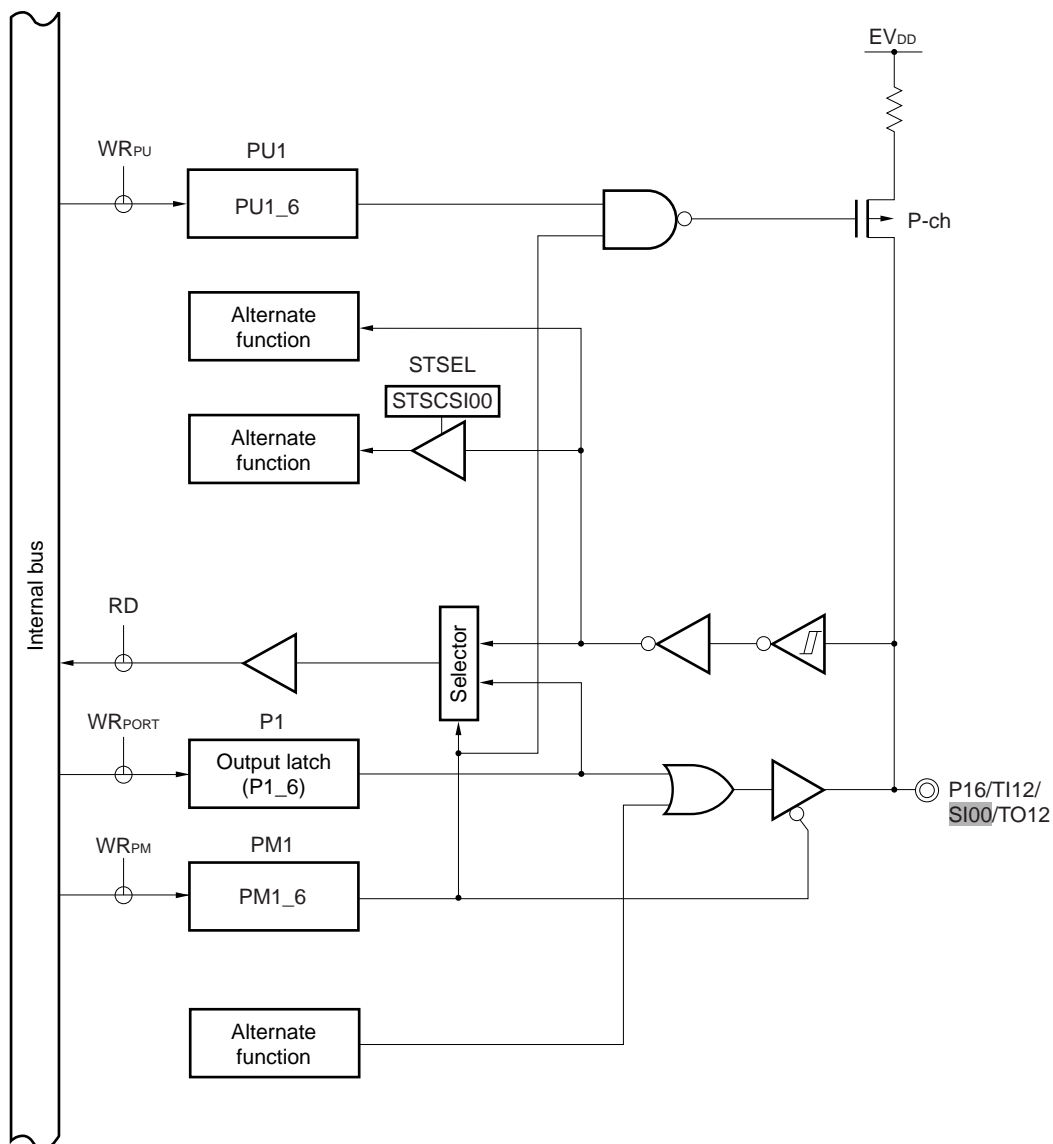 EVDD
WRPU
PU1
PU1_6
P-ch
Alternate
function
STSEL
STSCSI00
Alternate
function
Internal bus
RD
Selector
WRPORT
P1
Output latch
(P1_6)
P16/TI12/
SI00/TO12
WRPM
PM1
PM1_6
Alternate
function